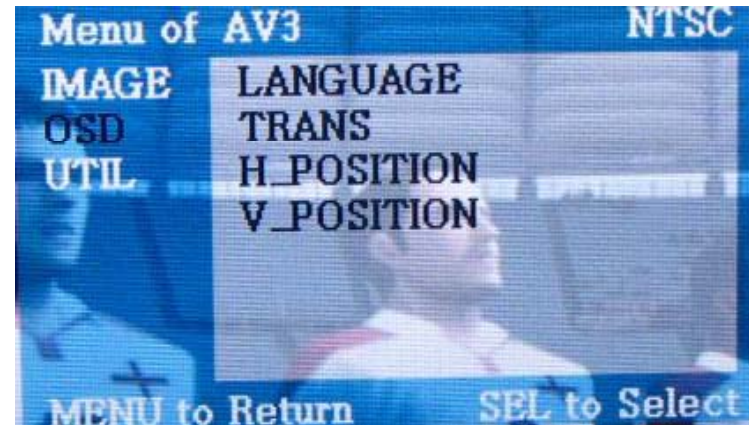 Menu of AV3 NTSC
IMAGE LANGUAGE
OSD TRANS
UTIL H_POSITION
V_POSITION
MENU to Return SEL to Select